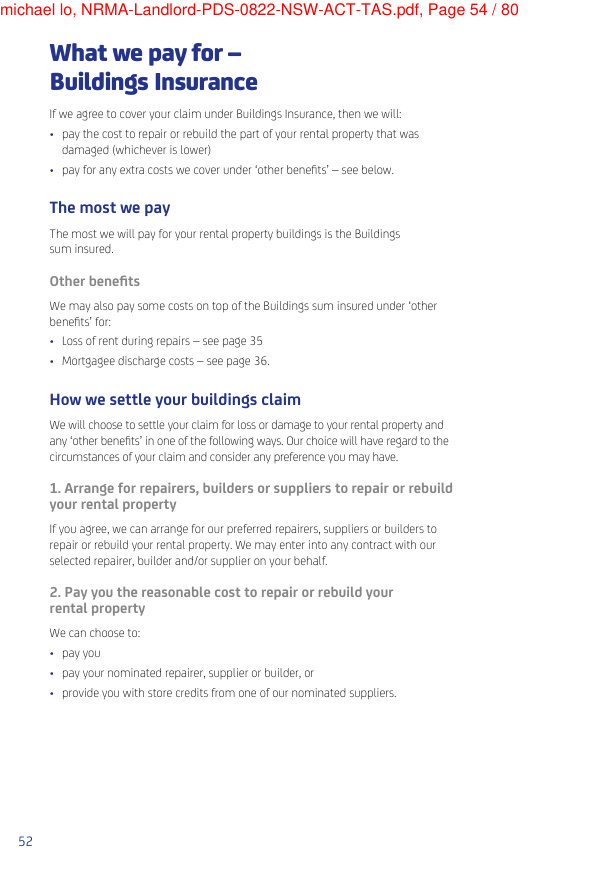 michael lo, NRMA-Landlord-PDS-0822-NSW-ACT-TAS.pdf, Page 54 / 80
What we pay for –
Buildings Insurance
If we agree to cover your claim under Buildings Insurance, then we will:
• pay the cost to repair or rebuild the part of your rental property that was
damaged (whichever is lower)
• pay for any extra costs we cover under ‘other benefits’ – see below.
The most we pay
The most we will pay for your rental property buildings is the Buildings
sum insured.
Other benefits
We may also pay some costs on top of the Buildings sum insured under ‘other
benefits’ for:
• Loss of rent during repairs – see page 35
• Mortgagee discharge costs – see page 36.
How we settle your buildings claim
We will choose to settle your claim for loss or damage to your rental property and
any ‘other benefits’ in one of the following ways. Our choice will have regard to the
circumstances of your claim and consider any preference you may have.
1. Arrange for repairers, builders or suppliers to repair or rebuild
your rental property
If you agree, we can arrange for our preferred repairers, suppliers or builders to
repair or rebuild your rental property. We may enter into any contract with our
selected repairer, builder and/or supplier on your behalf.
2. Pay you the reasonable cost to repair or rebuild your
rental property
We can choose to:
• pay you
• pay your nominated repairer, supplier or builder, or
• provide you with store credits from one of our nominated suppliers.
52